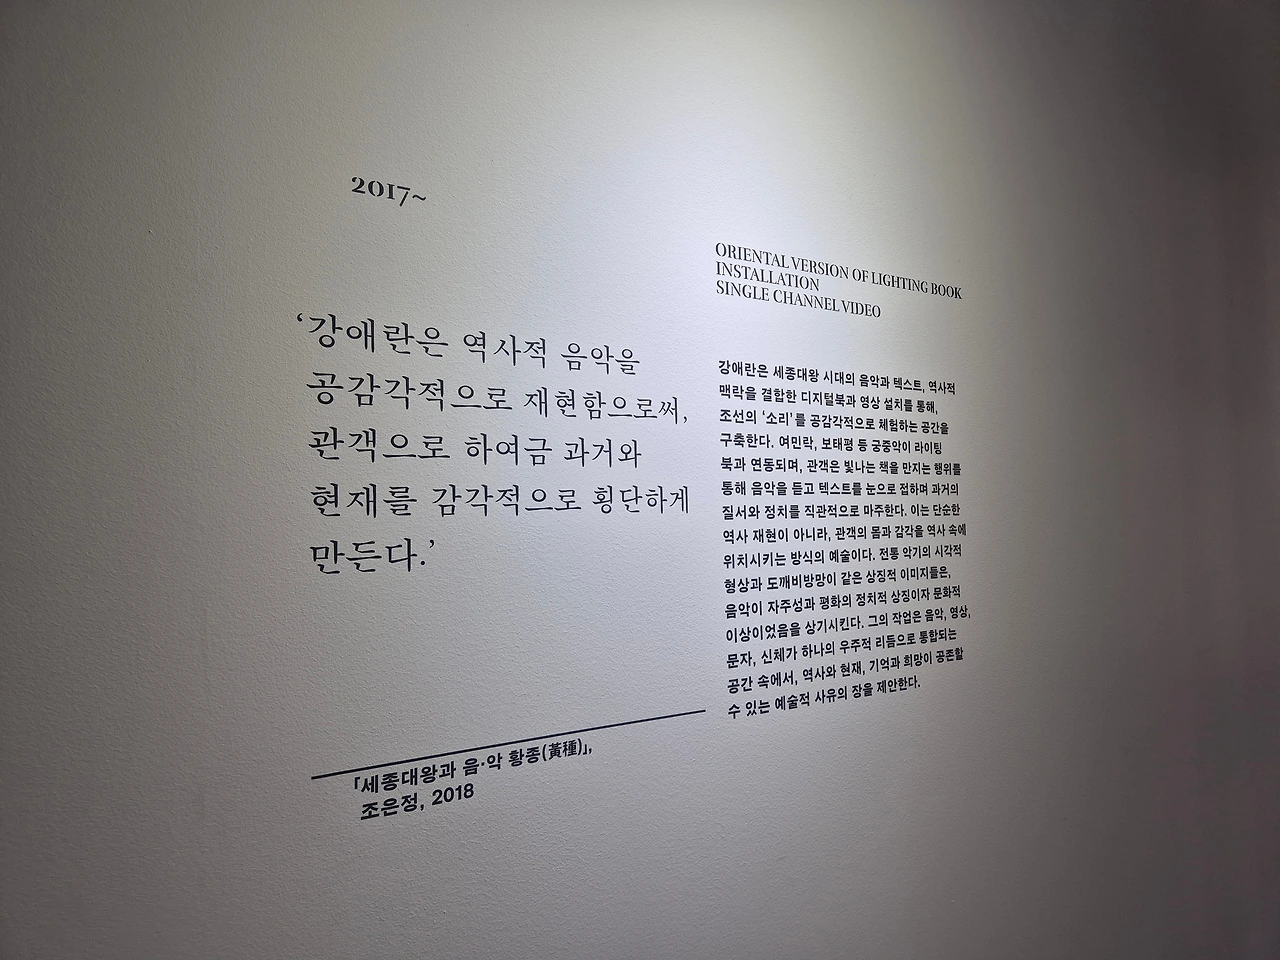 2017~
‘강애란은 역사적 음악을
공감각적으로 재현함으로써,
관객으로 하여금 과거와
현재를 감각적으로 횡단하게
만든다.’
「세종대왕과 음·악 황종(黃種)」,
조은정, 2018
ORIENTAL VERSION OF LIGHTING BOOK
INSTALLATION
SINGLE CHANNEL VIDEO
강애란은 세종대왕 시대의 음악과 텍스트, 역사적
맥락을 결합한 디지털북과 영상 설치를 통해,
조선의 ‘소리’를 공감각적으로 체험하는 공간을
구축한다. 여민락, 보태평 등 궁중악이 라이팅
북과 연동되며, 관객은 빛나는 책을 만지는 행위를
통해 음악을 듣고 텍스트를 눈으로 접하며 과거의
질서와 정치를 직관적으로 마주한다. 이는 단순한
역사 재현이 아니라, 관객의 몸과 감각을 역사 속에
위치시키는 방식의 예술이다. 전통 악기의 시각적
형상과 도깨비방망이 같은 상징적 이미지들은,
음악이 자주성과 평화의 정치적 상징이자 문화적
이상이었음을 상기시킨다. 그의 작업은 음악, 영상,
문자, 신체가 하나의 우주적 리듬으로 통합되는
공간 속에서, 역사와 현재, 기억과 희망이 공존할
수 있는 예술적 사유의 장을 제안한다.